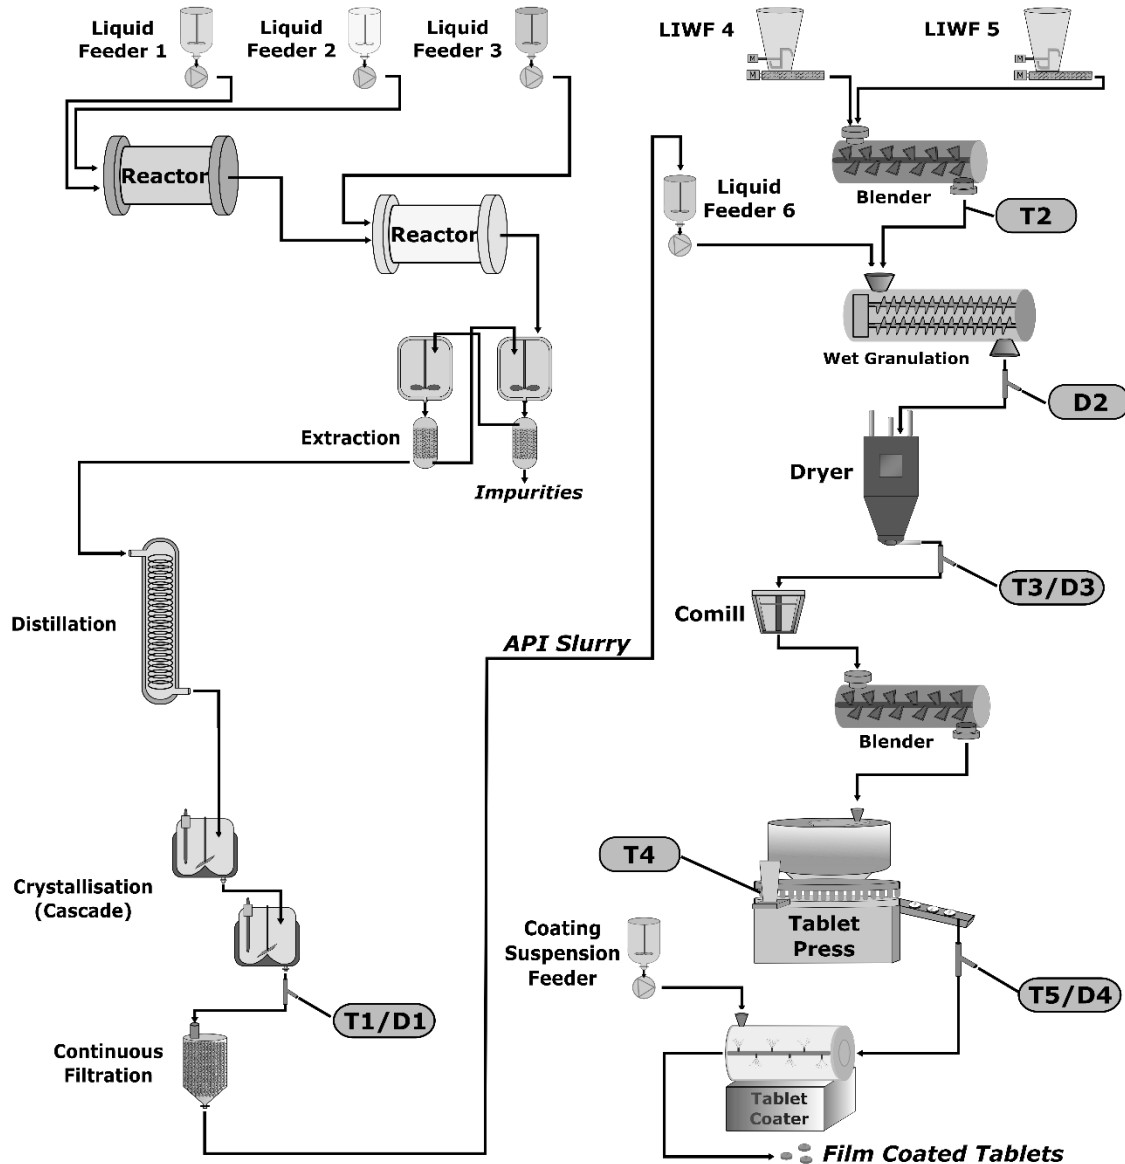 Liquid
Feeder 1
Liquid
Feeder 2
Liquid
Feeder 3
Reactor
Reactor
Extraction
Impurities
Distillation
API Slurry
Crystallisation
(Cascade)
T1/D1
Continuous
Filtration
LIWF 4
LIWF 5
M
M
M
M
Blender
T2
Liquid
Feeder 6
Wet Granulation
D2
Dryer
T3/D3
Comill
Blender
T4
Tablet
Press
Coating
Suspension
Feeder
T5/D4
Tablet
Coater
Film Coated Tablets